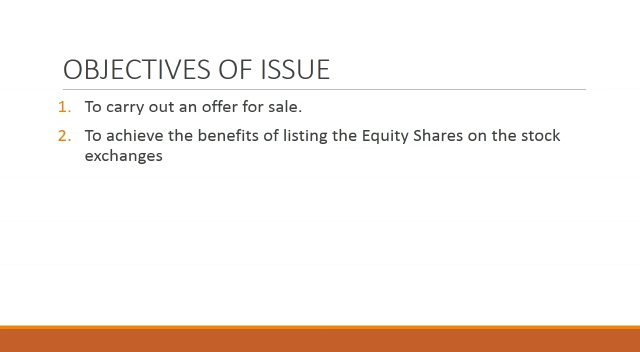 OBJECTIVES OF ISSUE
1. To carry out an offer for sale.
2. To achieve the benefits of listing the Equity Shares on the stock
exchanges